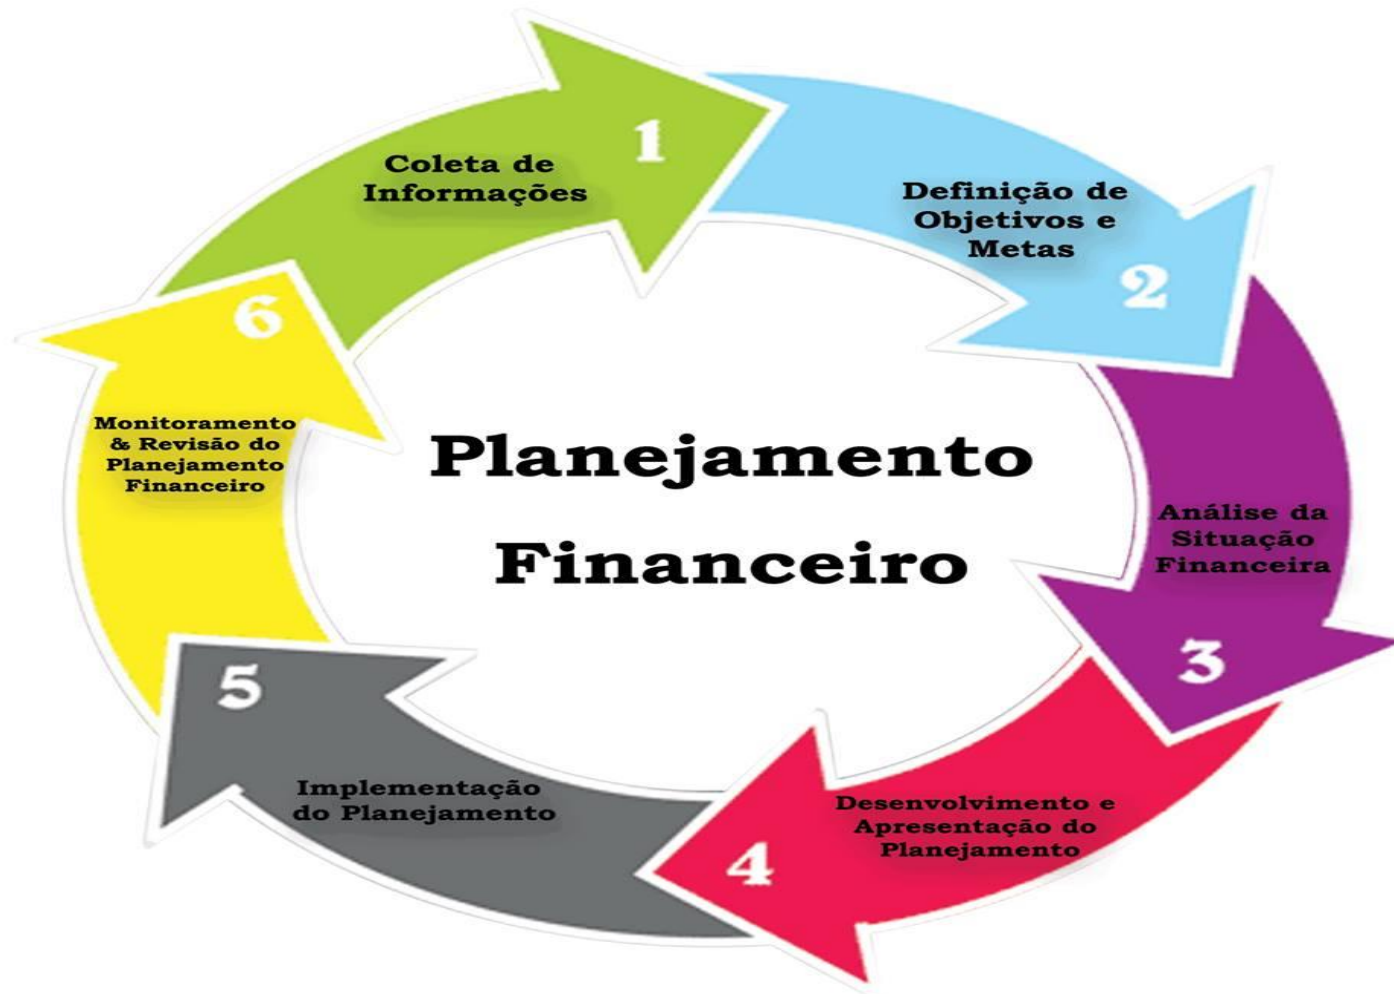 1
Coleta de
Informações
Definição de
Objetivos e
Metas
2
Análise da
Situação
Financeira
3
Desenvolvimento e
Apresentação do
Planejamento
4
Implementação
do Planejamento
5
Monitoramento
& Revisão do
Planejamento
Financeiro
6
Planejamento
Financeiro